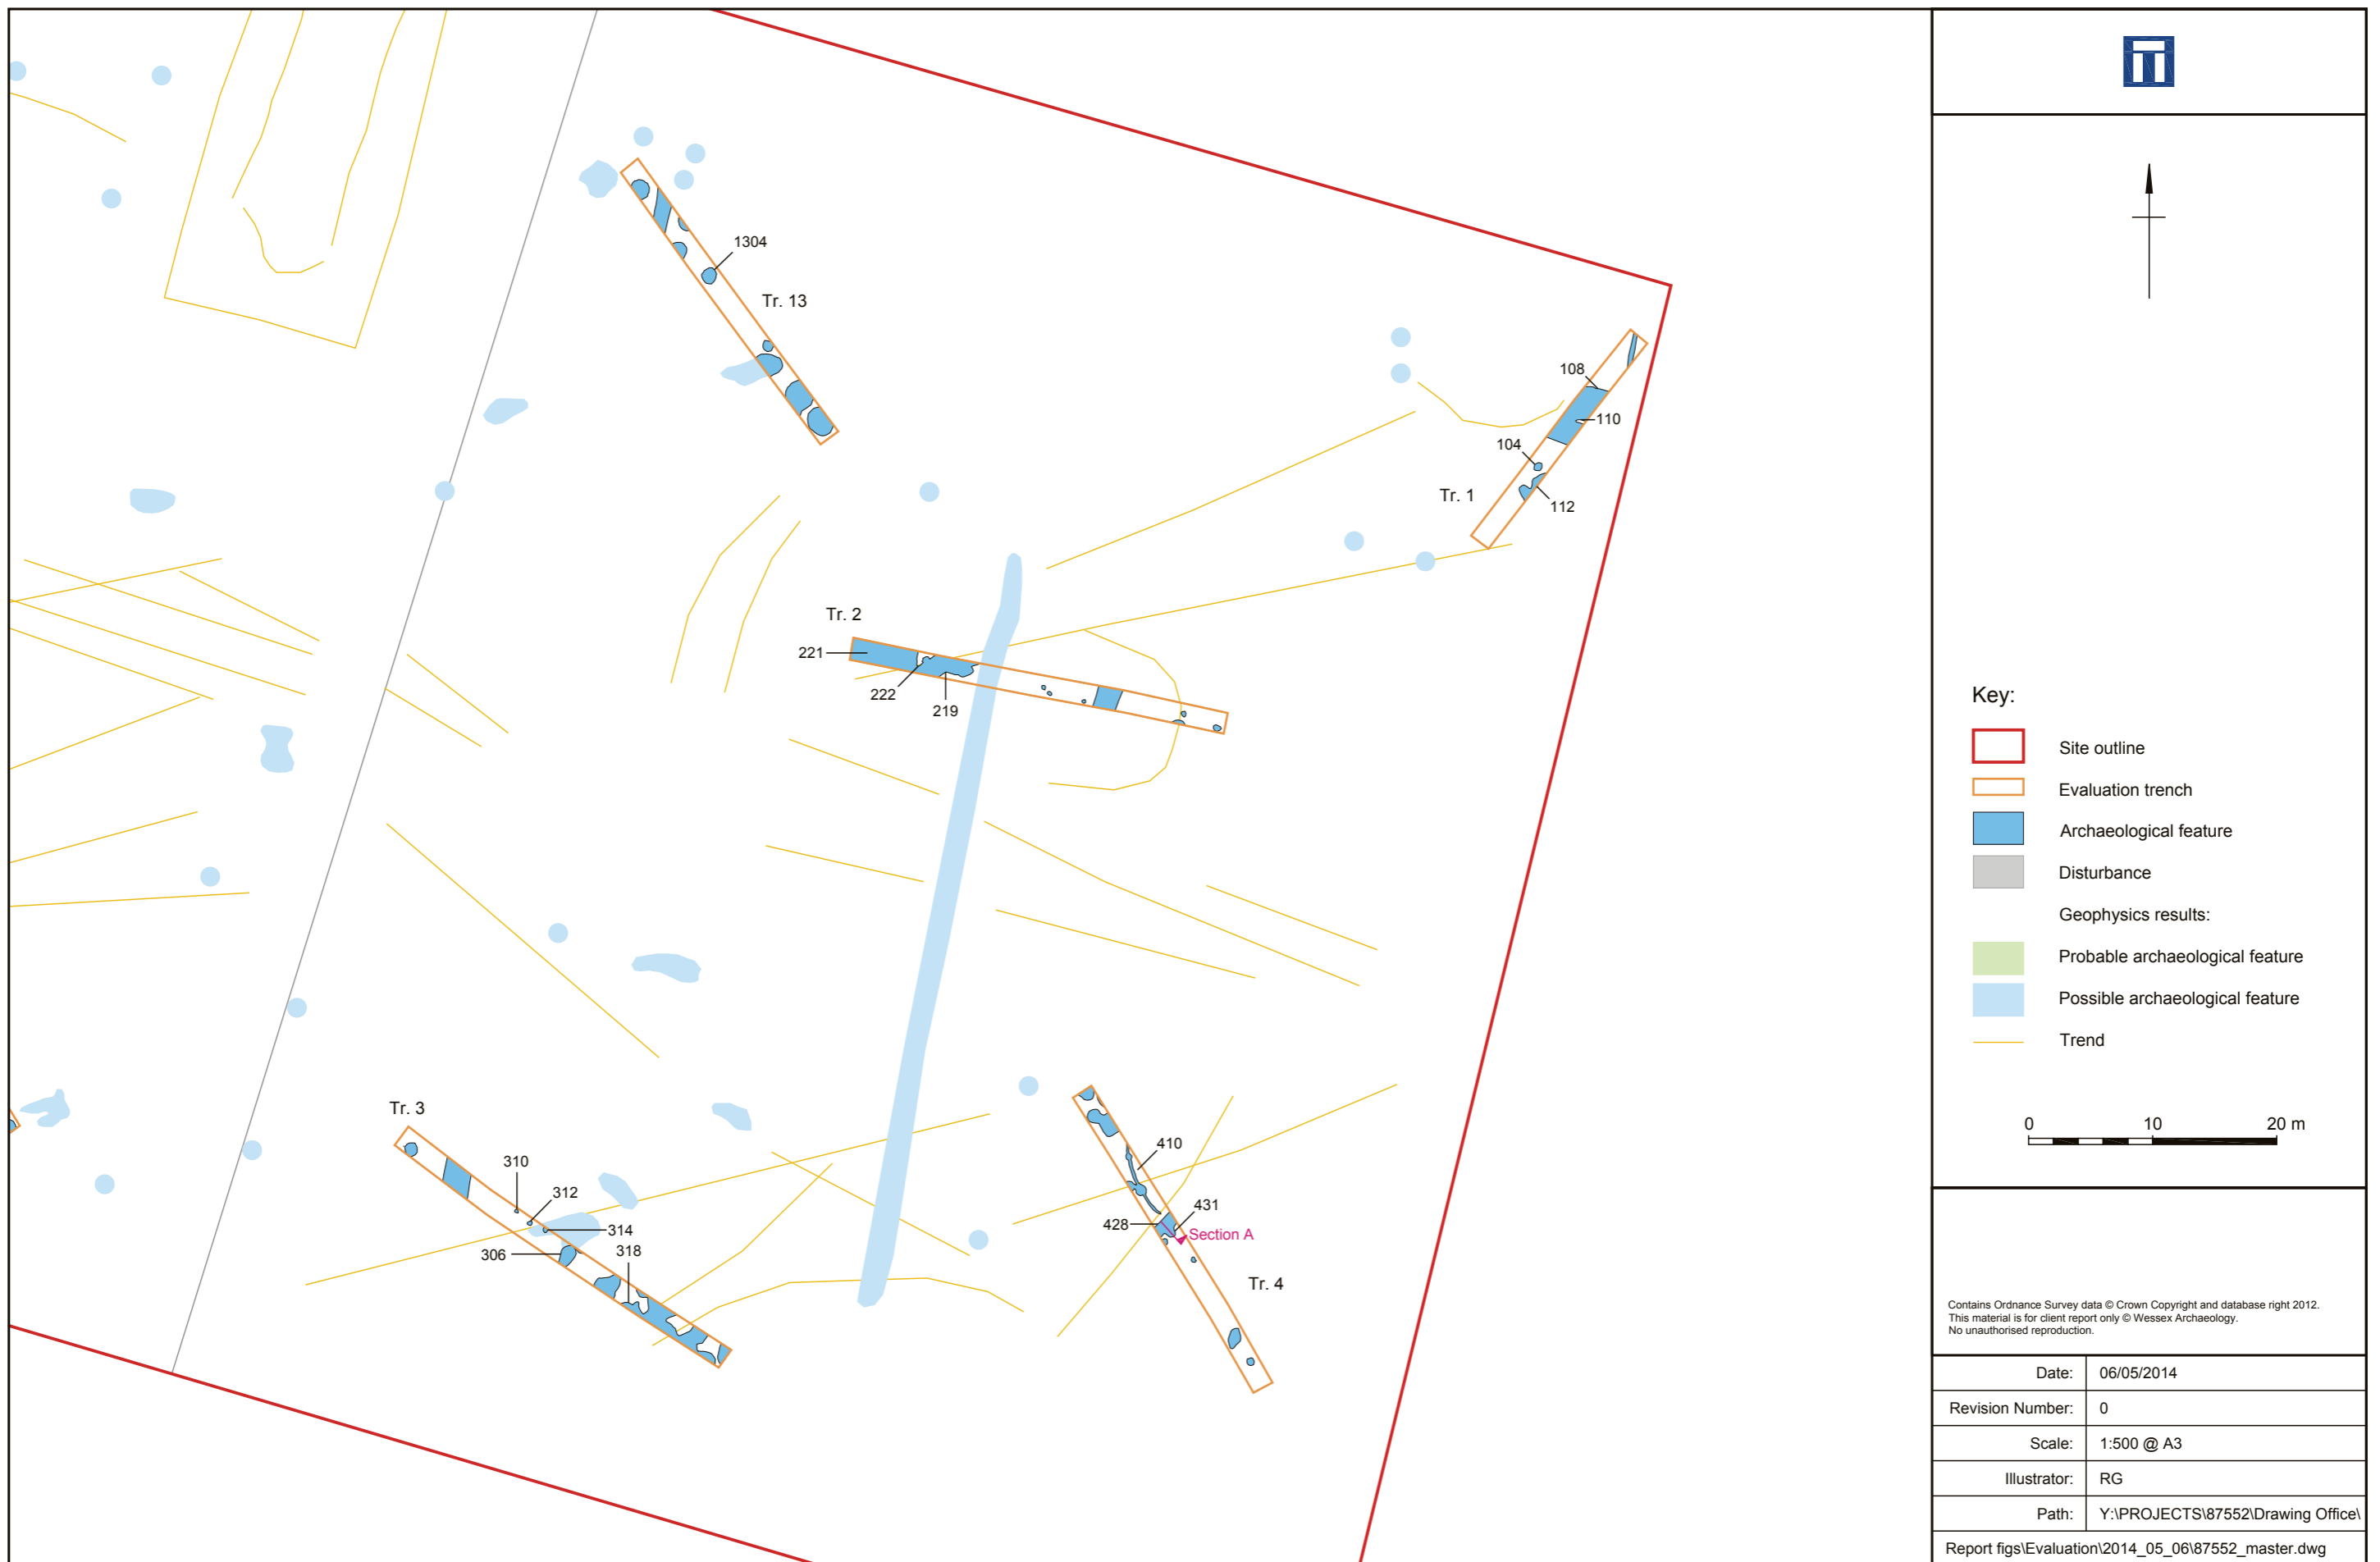 1304
Tr. 13
108
110
104
Tr. 1
112
Tr. 2
221
222
219
Tr. 3
310
312
314
306
318
410
431
428
Section A
Tr. 4
Key:
Site outline
Evaluation trench
Archaeological feature
Disturbance
Geophysics results:
Probable archaeological feature
Possible archaeological feature
Trend
0 10 20 m
Contains Ordnance Survey data © Crown Copyright and database right 2012.
This material is for client report only © Wessex Archaeology.
No unauthorised reproduction.
Date: 06/05/2014
Revision Number: 0
Scale: 1:500 @ A3
Illustrator: RG
Path: Y:\PROJECTS\87552\Drawing Office\
Report figs\Evaluation\2014_05_06\87552_master.dwg